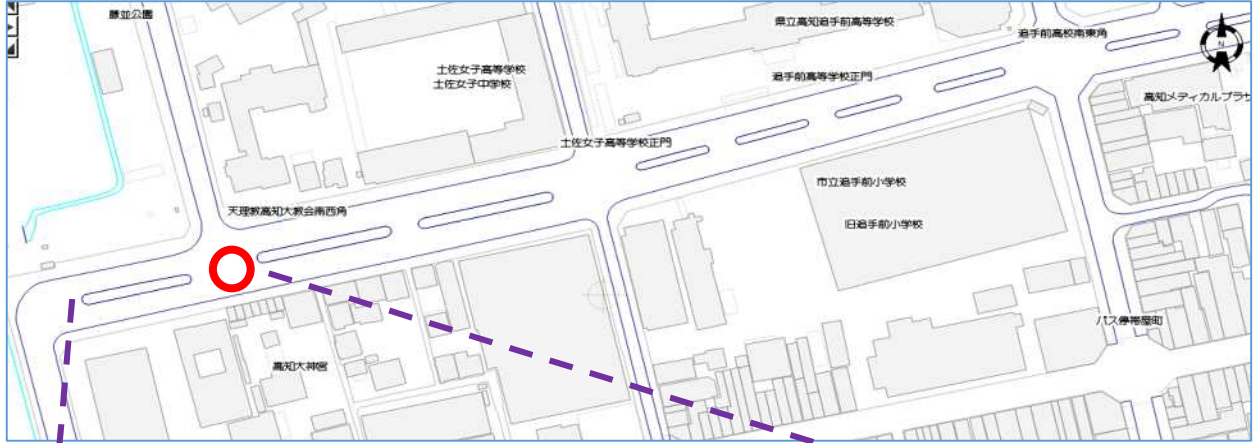 藤並公園
県立高知追手前高等学校
追手前高校南東角
N
土佐女子高等学校
土佐女子中学校
追手前高等学校正門
高知メディカルプラザ
土佐女子高等学校正門
市立追手前小学校
天理教高知大教会南西角
旧追手前小学校
バス停帯屋町
高知大神宮